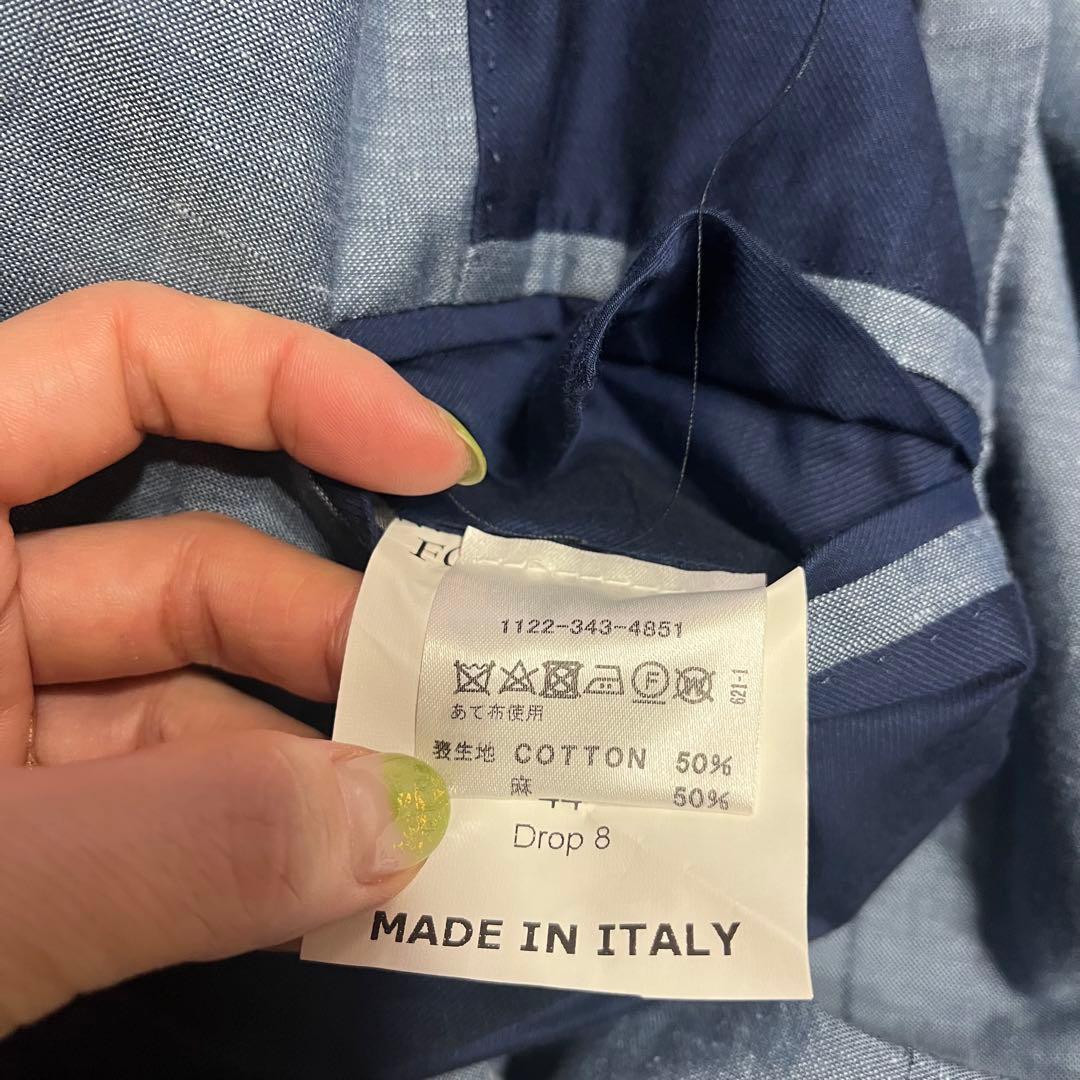 1122-343-4851
621-1
F
W
あて布使用
表生地 COTTON 50%
麻 50%
Drop 8
MADE IN ITALY